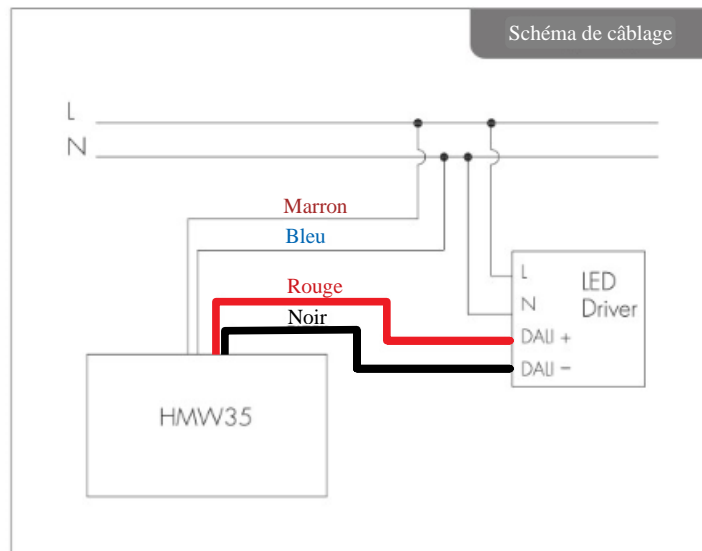 Schéma de câblage
L
N
Marron
Bleu
Rouge
Noir
L
N
DALI +
DALI −
LED
Driver
HMW35